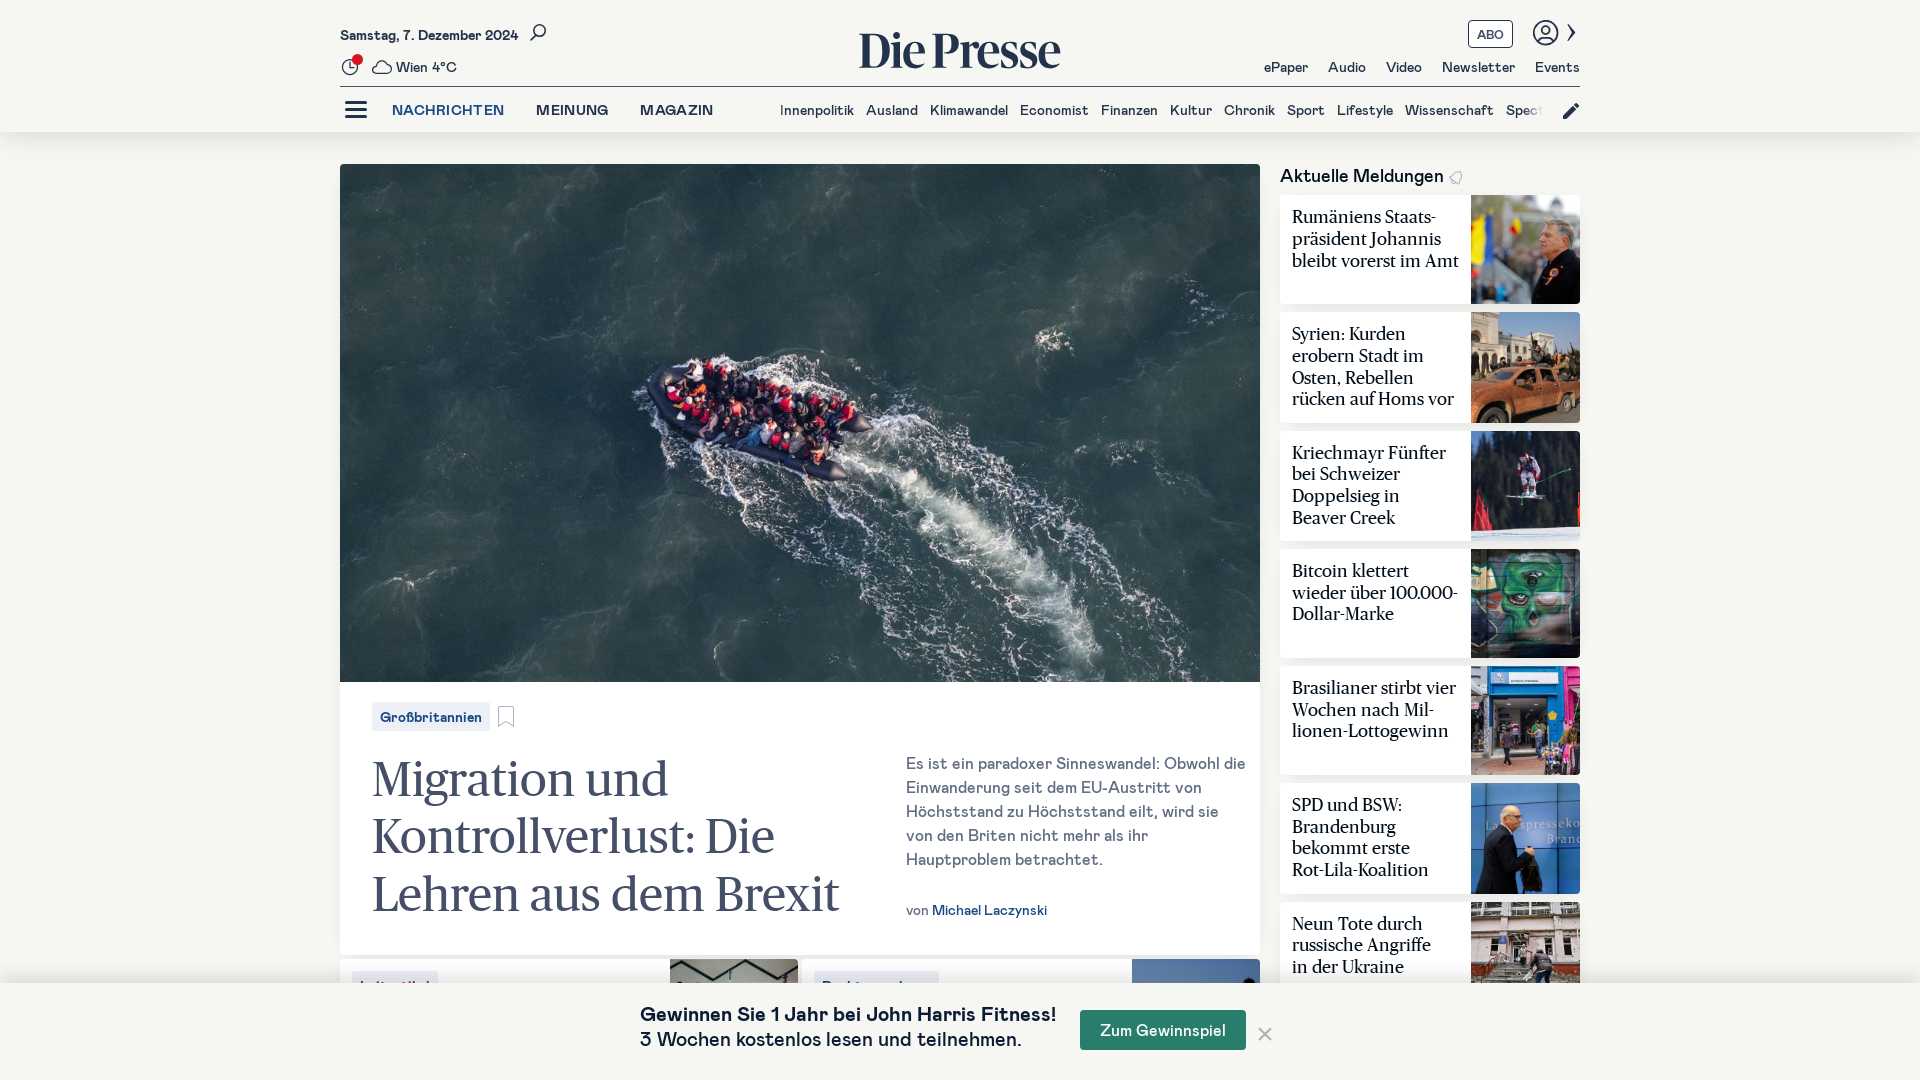 Samstag, 7. Dezember 2024
Wien 4°C
Die Presse
ABO
ePaper Audio Video Newsletter Events
NACHRICHTEN MEINUNG MAGAZIN
Innenpolitik Ausland Klimawandel Economist Finanzen Kultur Chronik Sport Lifestyle Wissenschaft Spect
Großbritannien
Migration und
Kontrollverlust: Die
Lehren aus dem Brexit
Es ist ein paradoxer Sinneswandel: Obwohl die
Einwanderung seit dem EU-Austritt von
Höchststand zu Höchststand eilt, wird sie
von den Briten nicht mehr als ihr
Hauptproblem betrachtet.
von Michael Laczynski
Aktuelle Meldungen
Rumäniens Staats-
präsident Johannis
bleibt vorerst im Amt
Syrien: Kurden
erobern Stadt im
Osten, Rebellen
rücken auf Homs vor
Kriechmayr Fünfter
bei Schweizer
Doppelsieg in
Beaver Creek
Bitcoin klettert
wieder über 100.000-
Dollar-Marke
Brasilianer stirbt vier
Wochen nach Mil-
lionen-Lottogewinn
SPD und BSW:
Brandenburg
bekommt erste
Rot-Lila-Koalition
Neun Tote durch
russische Angriffe
in der Ukraine
Gewinnen Sie 1 Jahr bei John Harris Fitness!
3 Wochen kostenlos lesen und teilnehmen.
Zum Gewinnspiel